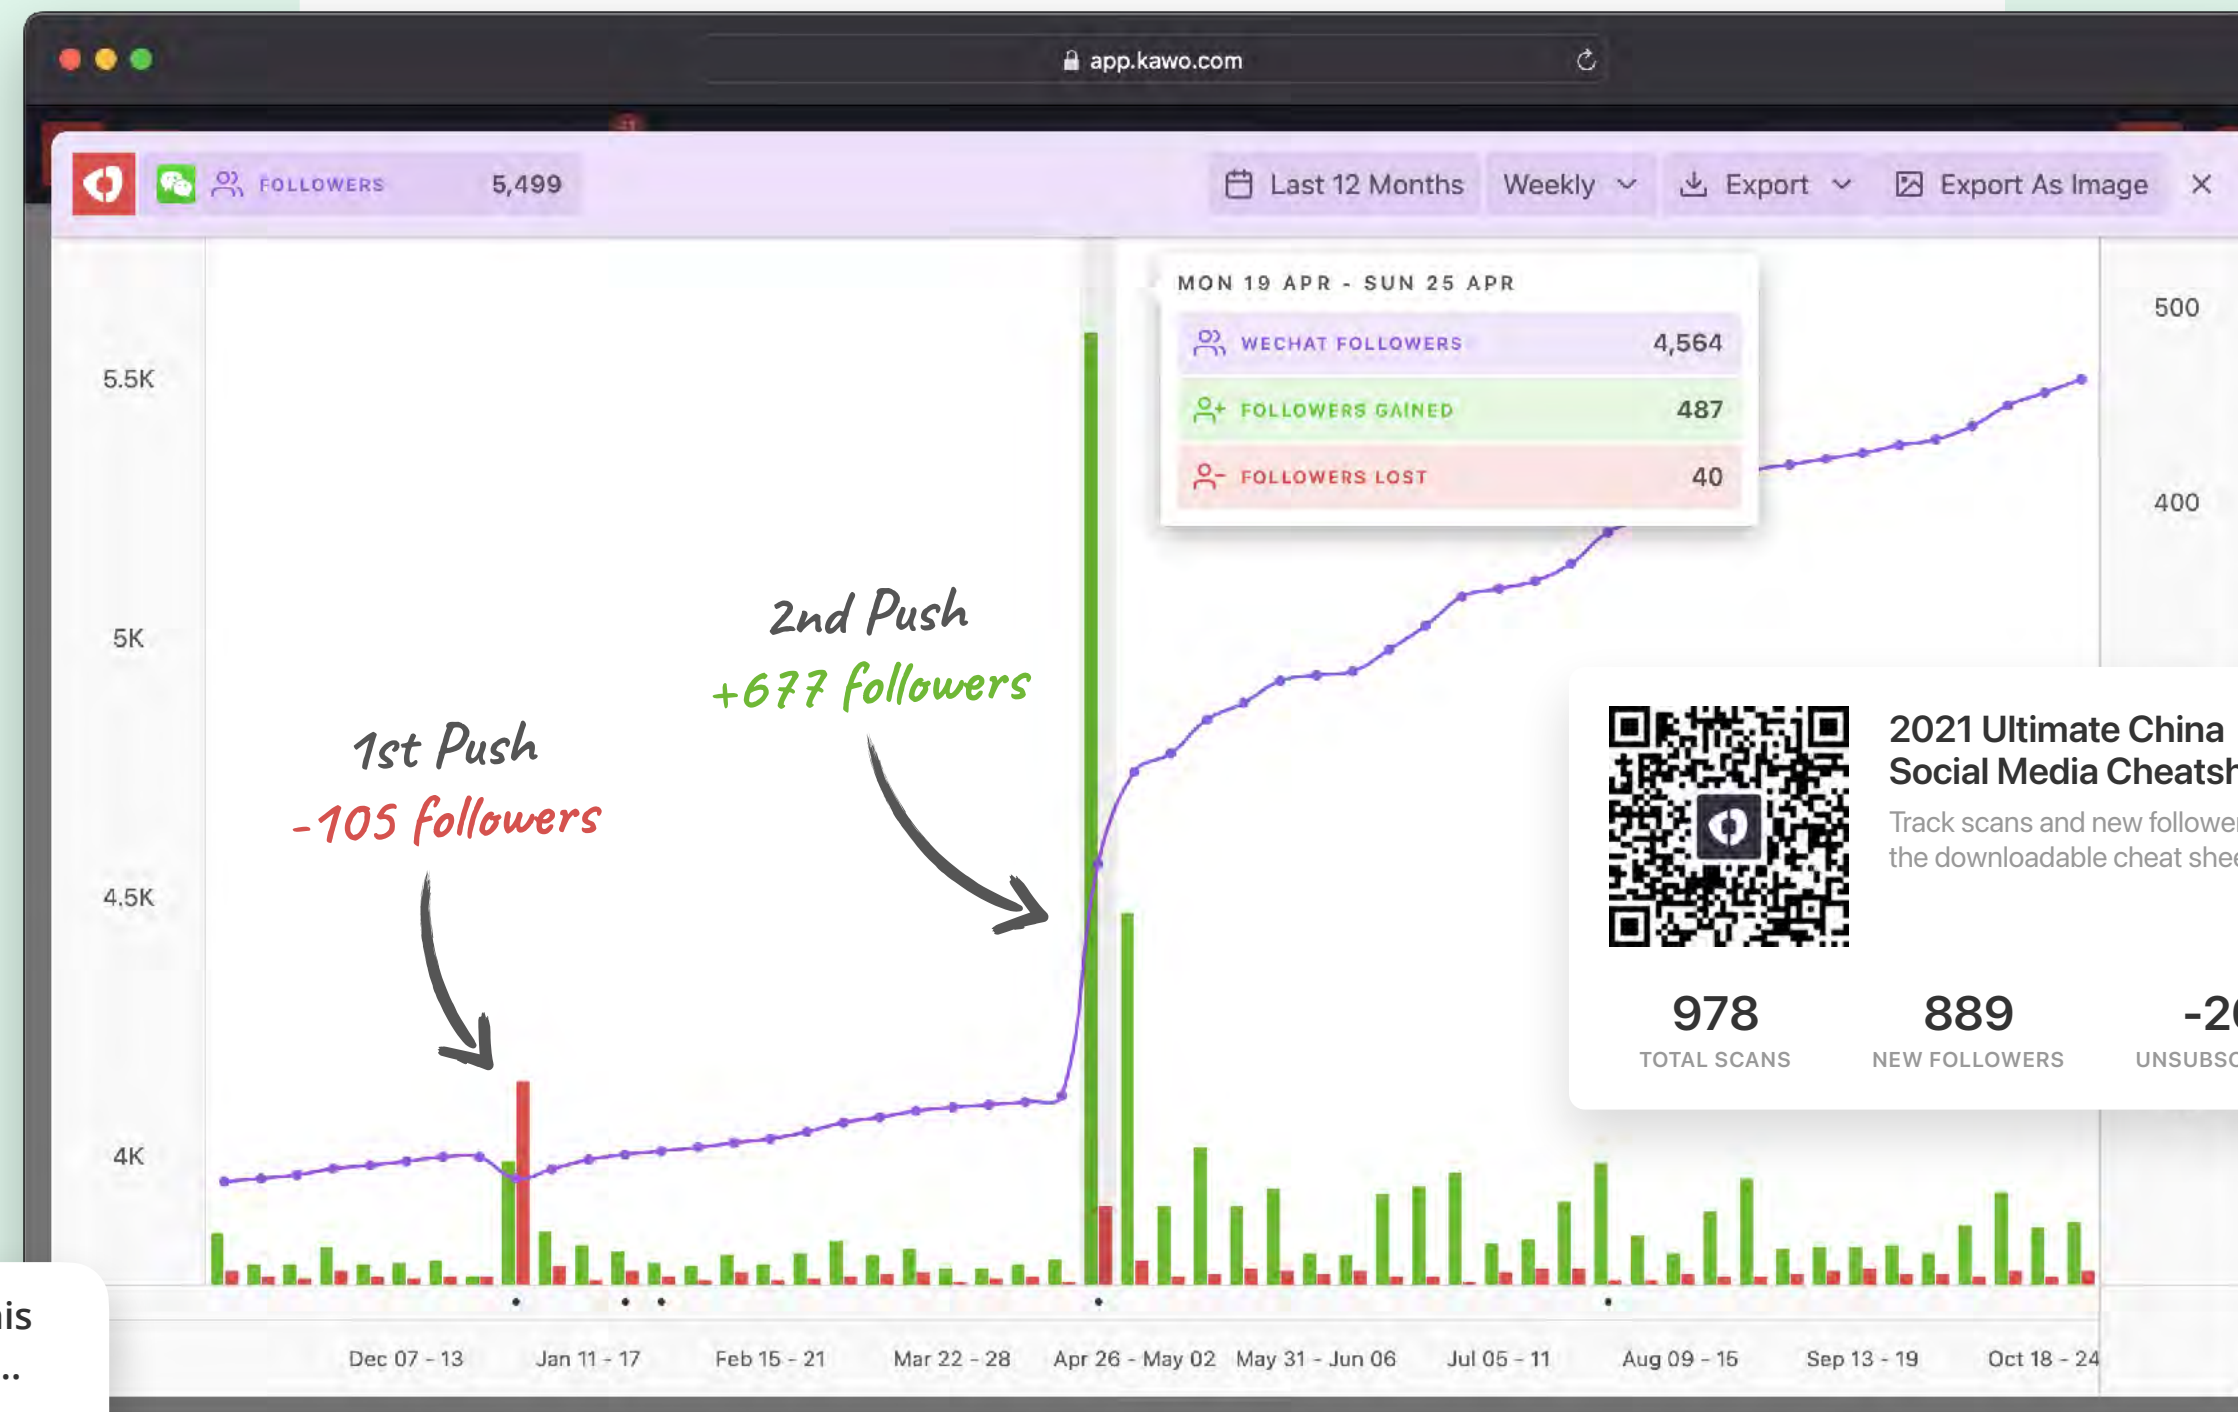 app.kawo.com
FOLLOWERS 5,499
Last 12 Months Weekly Export Export As Image
MON 19 APR - SUN 25 APR
WECHAT FOLLOWERS 4,564
FOLLOWERS GAINED 487
FOLLOWERS LOST 40
500
400
5.5K
5K
4.5K
4K
2nd Push
+677 followers
1st Push
-105 followers
2021 Ultimate China
Social Media Cheatsh
Track scans and new follower
the downloadable cheat shee
978 889 -20
TOTAL SCANS NEW FOLLOWERS UNSUBSC
Dec 07 - 13 Jan 11 - 17 Feb 15 - 21 Mar 22 - 28 Apr 26 - May 02 May 31 - Jun 06 Jul 05 - 11 Aug 09 - 15 Sep 13 - 19 Oct 18 - 24
is
..